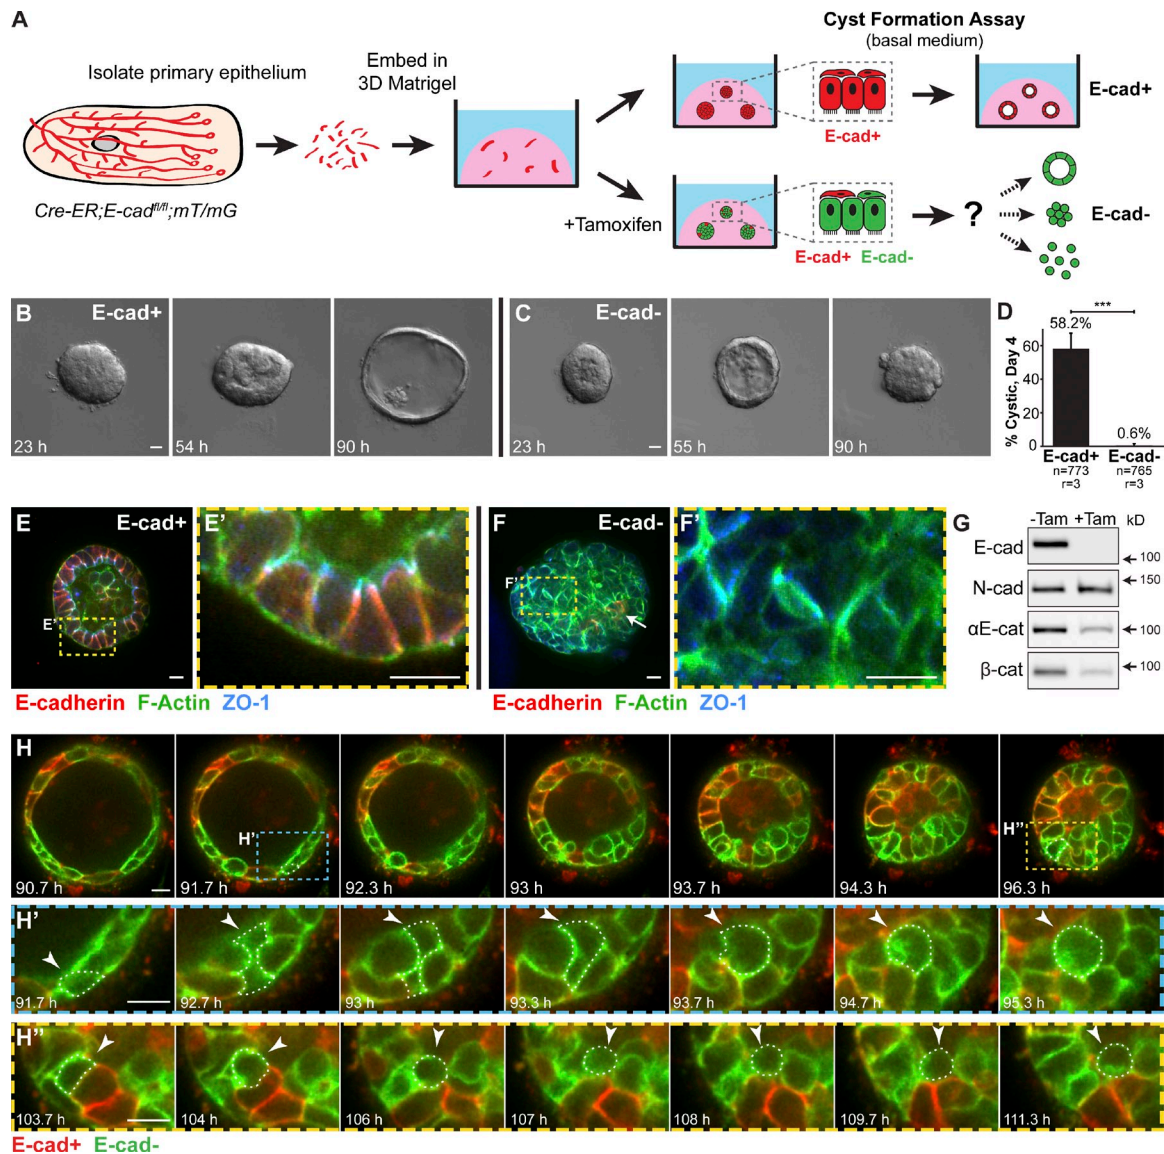 A
Isolate primary epithelium
Cre-ER;E-cadfl/fl;mT/mG
Embed in
3D Matrigel
+Tamoxifen
Cyst Formation Assay
(basal medium)
E-cad+
E-cad+
E-cad+ E-cad-
?
E-cad-
B
E-cad+
23 h
54 h
90 h
C
E-cad-
23 h
55 h
90 h
D
***
58.2%
0.6%
% Cystic, Day 4
60
40
20
0
E-cad+ E-cad-
n=773 n=765
r=3 r=3
E
E-cad+
E'
E'
E-cadherin F-Actin ZO-1
F
E-cad-
F'
F'
E-cadherin F-Actin ZO-1
G
-Tam +Tam kD
E-cad
100
N-cad
150
αE-cat
100
β-cat
100
H
90.7 h
H'
91.7 h
92.3 h
93 h
93.7 h
94.3 h
H"
96.3 h
H'
91.7 h
92.7 h
93 h
93.3 h
93.7 h
94.7 h
95.3 h
H"
103.7 h
104 h
106 h
107 h
108 h
109.7 h
111.3 h
E-cad+ E-cad-